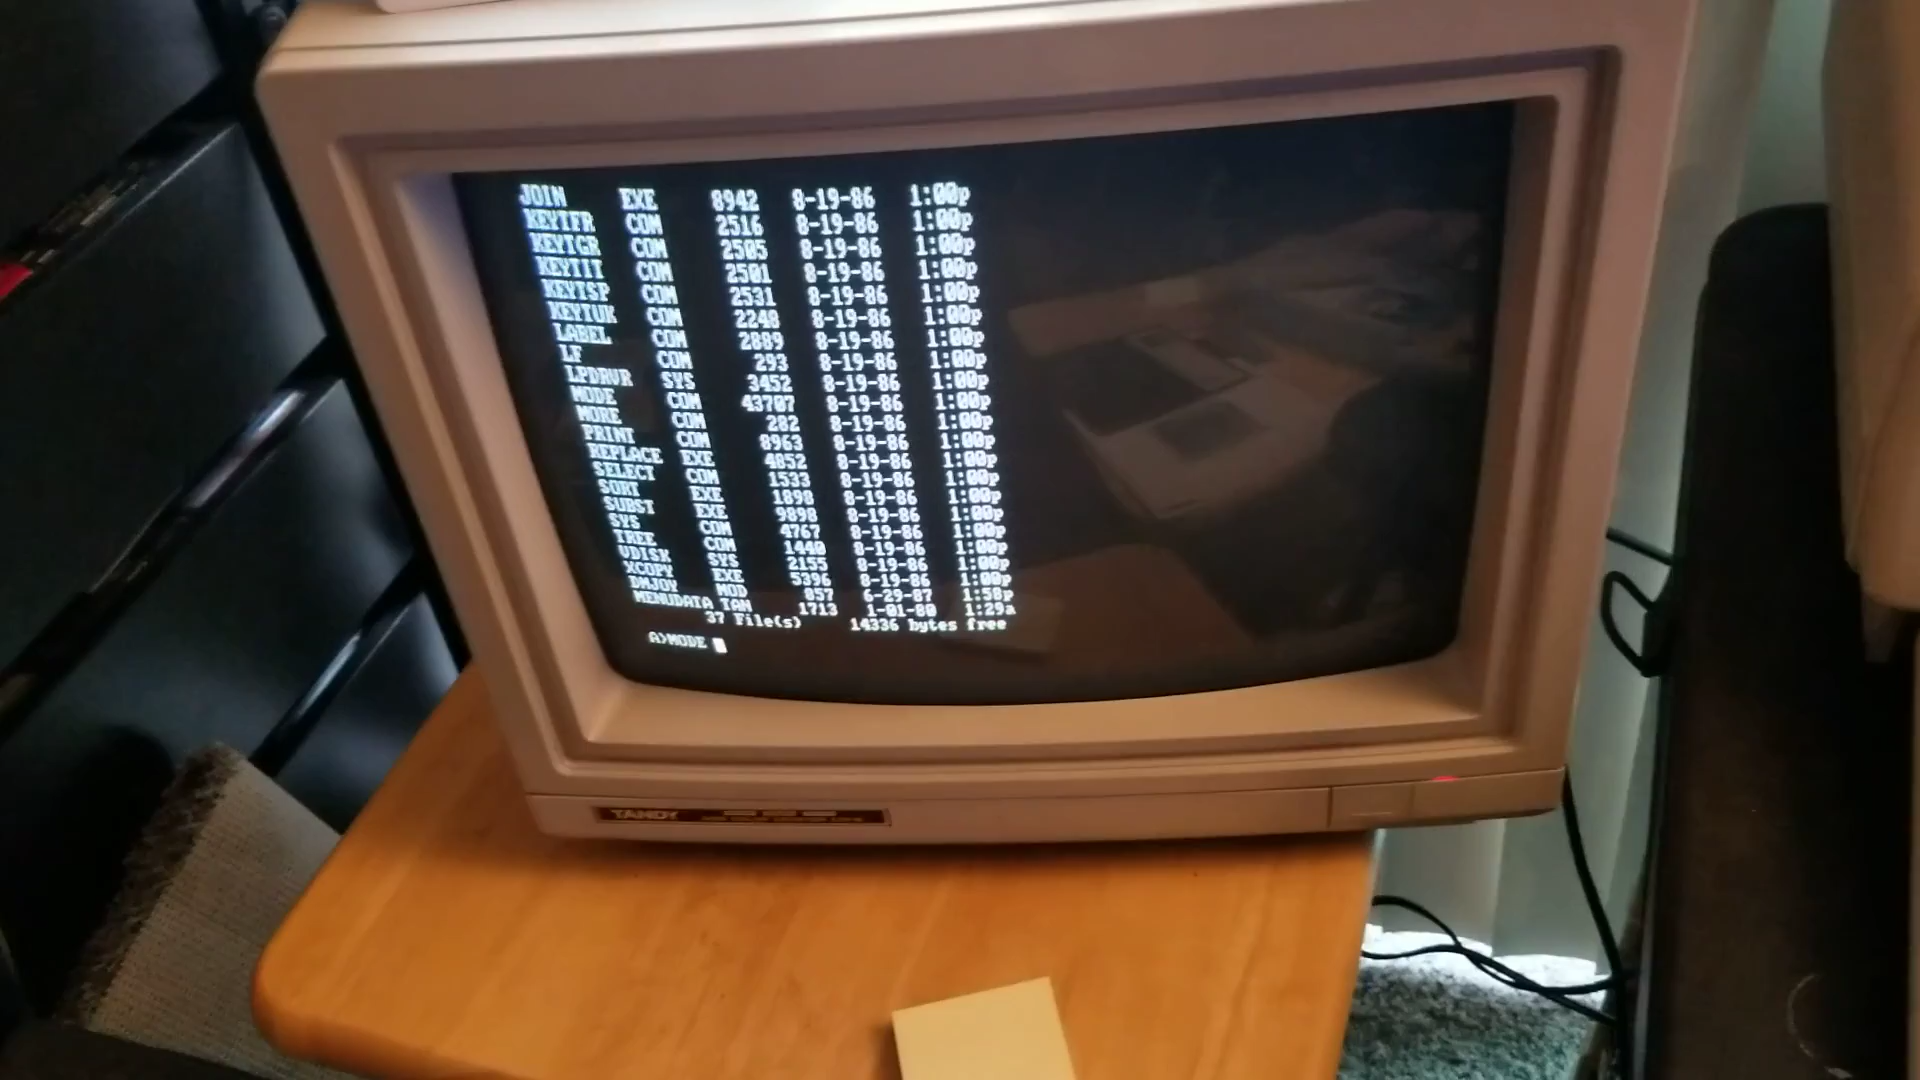 JOIN EXE 8942 8-19-86 1:00p
KEYTFR COM 2516 8-19-86 1:00p
KEYTGR COM 2505 8-19-86 1:00p
KEYTIT COM 2501 8-19-86 1:00p
KEYTSP COM 2531 8-19-86 1:00p
KEYTUK COM 2248 8-19-86 1:00p
LABEL COM 2889 8-19-86 1:00p
LF COM 293 8-19-86 1:00p
LPDRVR SYS 3452 8-19-86 1:00p
MODE COM 43707 8-19-86 1:00p
MORE COM 282 8-19-86 1:00p
PRINT COM 8963 8-19-86 1:00p
REPLACE EXE 4852 8-19-86 1:00p
SELECT COM 1533 8-19-86 1:00p
SORT EXE 1898 8-19-86 1:00p
SUBST EXE 9898 8-19-86 1:00p
SYS COM 4767 8-19-86 1:00p
TREE COM 1440 8-19-86 1:00p
VDISK SYS 2155 8-19-86 1:00p
XCOPY EXE 5396 8-19-86 1:00p
DMJOY MOD 857 6-29-87 1:58p
MENUDATA TAN 1713 1-01-80 1:29a
37 File(s) 14336 bytes free
A>MODE
TANDY